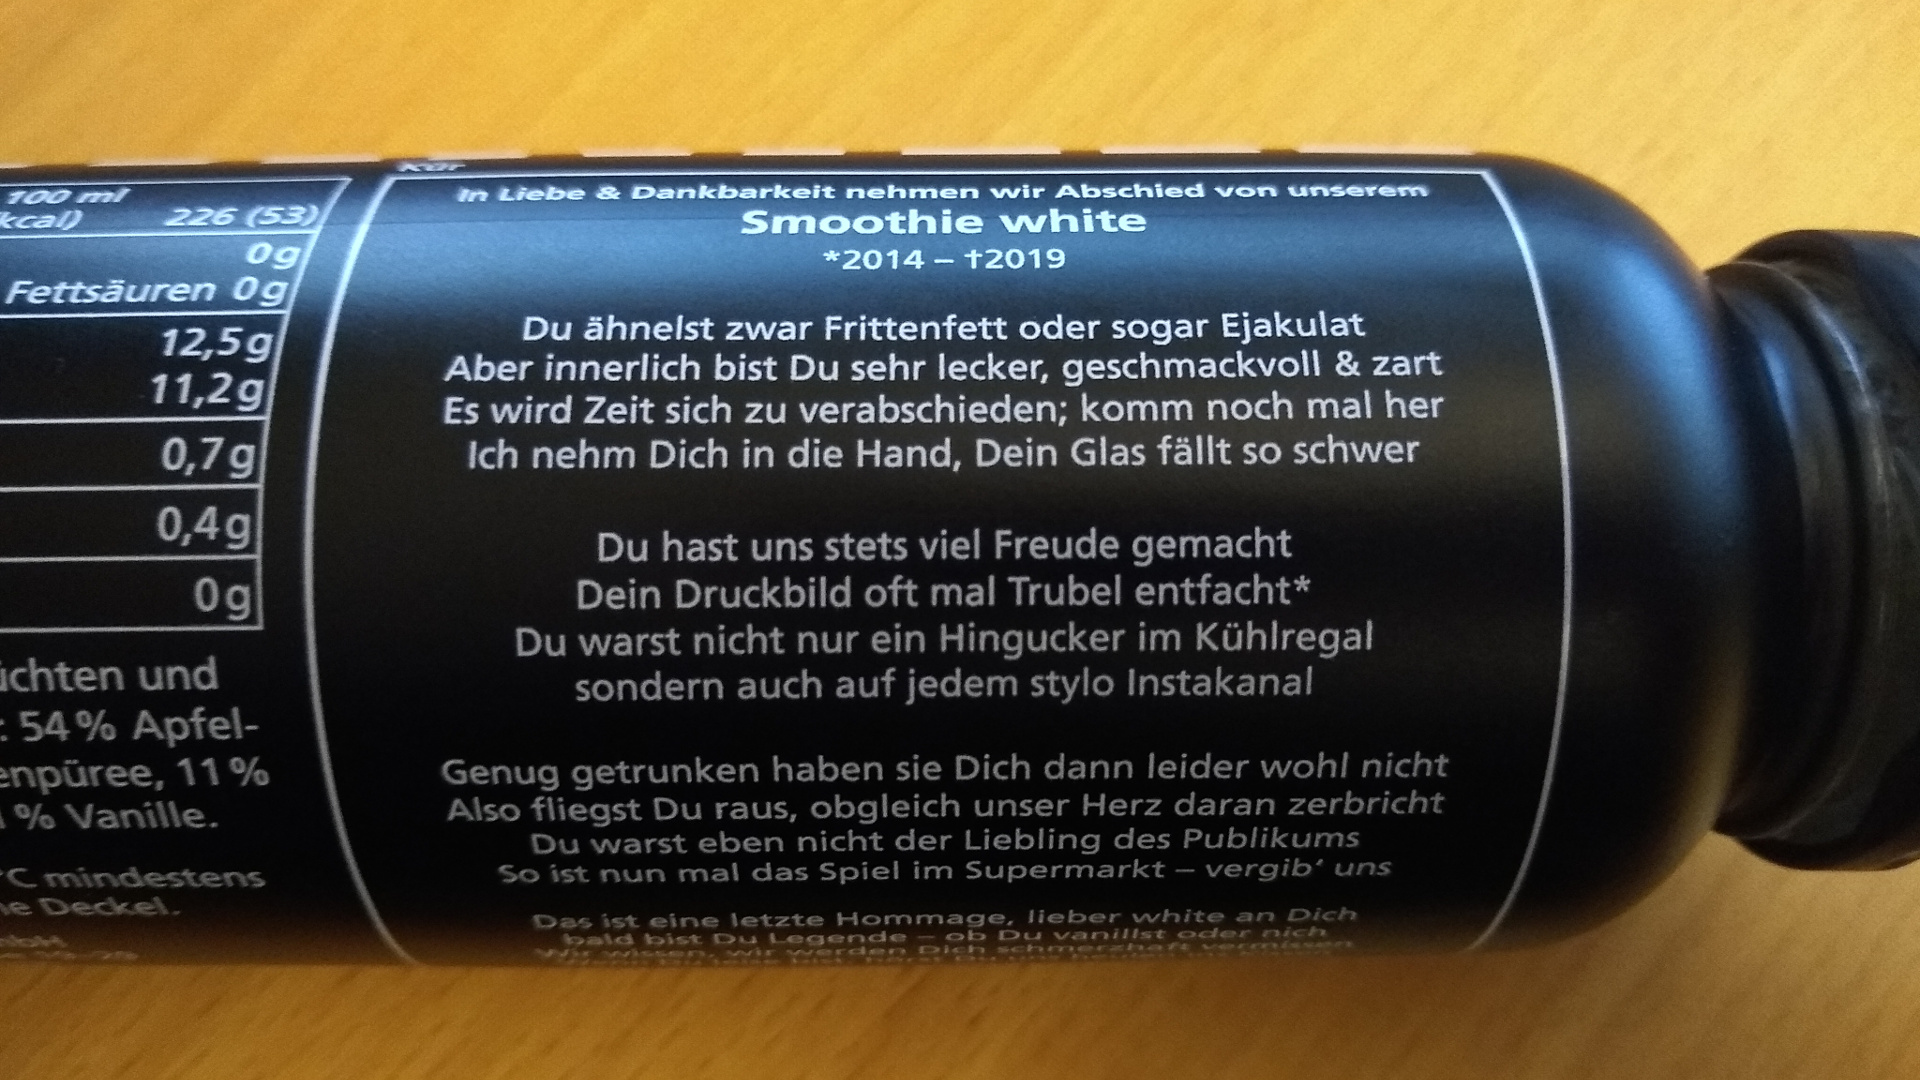 100 ml
kcal) 226 (53)
0g
Fettsäuren 0g
12,5g
11,2g
0,7g
0,4g
0g
ichten und
: 54% Apfel-
enpüree, 11%
% Vanille.
°C mindestens
e Deckel.
In Liebe & Dankbarkeit nehmen wir Abschied von unserem
Smoothie white
*2014 – †2019
Du ähnelst zwar Frittenfett oder sogar Ejakulat
Aber innerlich bist Du sehr lecker, geschmackvoll & zart
Es wird Zeit sich zu verabschieden; komm noch mal her
Ich nehm Dich in die Hand, Dein Glas fällt so schwer
Du hast uns stets viel Freude gemacht
Dein Druckbild oft mal Trubel entfacht*
Du warst nicht nur ein Hingucker im Kühlregal
sondern auch auf jedem stylo Instakanal
Genug getrunken haben sie Dich dann leider wohl nicht
Also fliegst Du raus, obgleich unser Herz daran zerbricht
Du warst eben nicht der Liebling des Publikums
So ist nun mal das Spiel im Supermarkt – vergib‘ uns
Das ist eine letzte Hommage, lieber white an Dich
bald bist Du Legende – ob Du vanillst oder nich
Wir wissen, wir werden Dich schmerzhaft vermissen